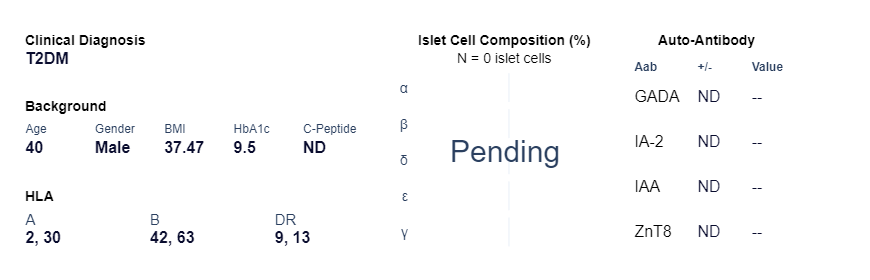 Clinical Diagnosis
T2DM
Background
Age Gender BMI HbA1c C-Peptide
40 Male 37.47 9.5 ND
HLA
A B DR
2, 30 42, 63 9, 13
Islet Cell Composition (%)
N = 0 islet cells
α
β
δ
ε
γ
Pending
Auto-Antibody
Aab +/- Value
GADA ND --
IA-2 ND --
IAA ND --
ZnT8 ND --